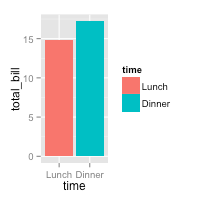 total_bill
15
10
5
0
Lunch Dinner
time
time
Lunch
Dinner